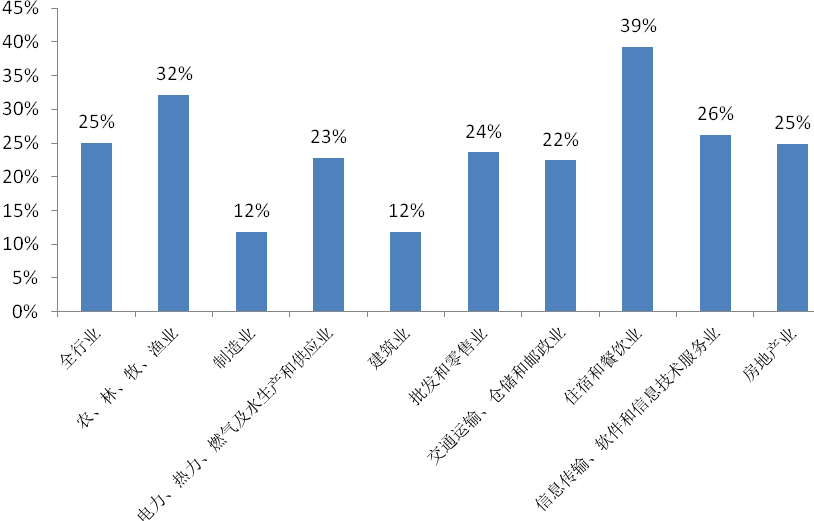 45%
40%
35%
30%
25%
20%
15%
10%
5%
0%
25%
32%
12%
23%
12%
24%
22%
39%
26%
25%
全行业
农、林、牧、渔业
制造业
电力、热力、燃气及水生产和供应业
建筑业
批发和零售业
交通运输、仓储和邮政业
住宿和餐饮业
信息传输、软件和信息技术服务业
房地产业